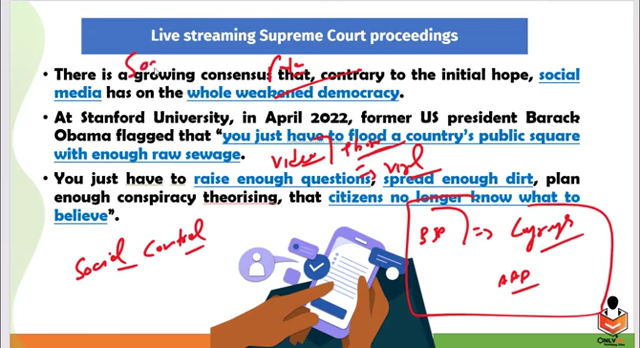 Live streaming Supreme Court proceedings
There is a growing consensus that, contrary to the initial hope, social
media has on the whole weakened democracy.
At Stanford University, in April 2022, former US president Barack
Obama flagged that "you just have to flood a country's public square
with enough raw sewage.
video
viral
You just have to raise enough questions, spread enough dirt, plan
enough conspiracy theorising, that citizens no longer know what to
believe".
Social Control
BJP ⇒ Congress
AAP